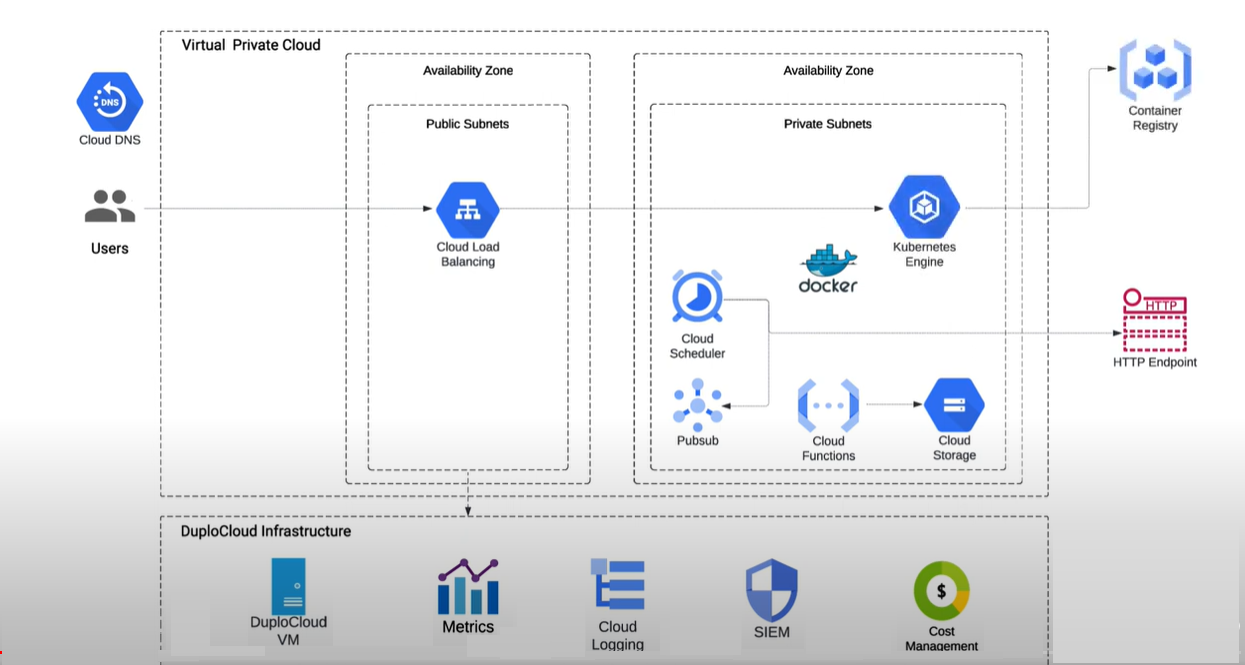 Virtual Private Cloud
Availability Zone
Availability Zone
Public Subnets
Private Subnets
DNS
Cloud DNS
Users
Cloud Load
Balancing
Kubernetes
Engine
docker
Cloud
Scheduler
Pubsub
Cloud
Functions
Cloud
Storage
Container
Registry
HTTP
HTTP Endpoint
DuploCloud Infrastructure
DuploCloud
VM
Metrics
Cloud
Logging
SIEM
$
Cost
Management